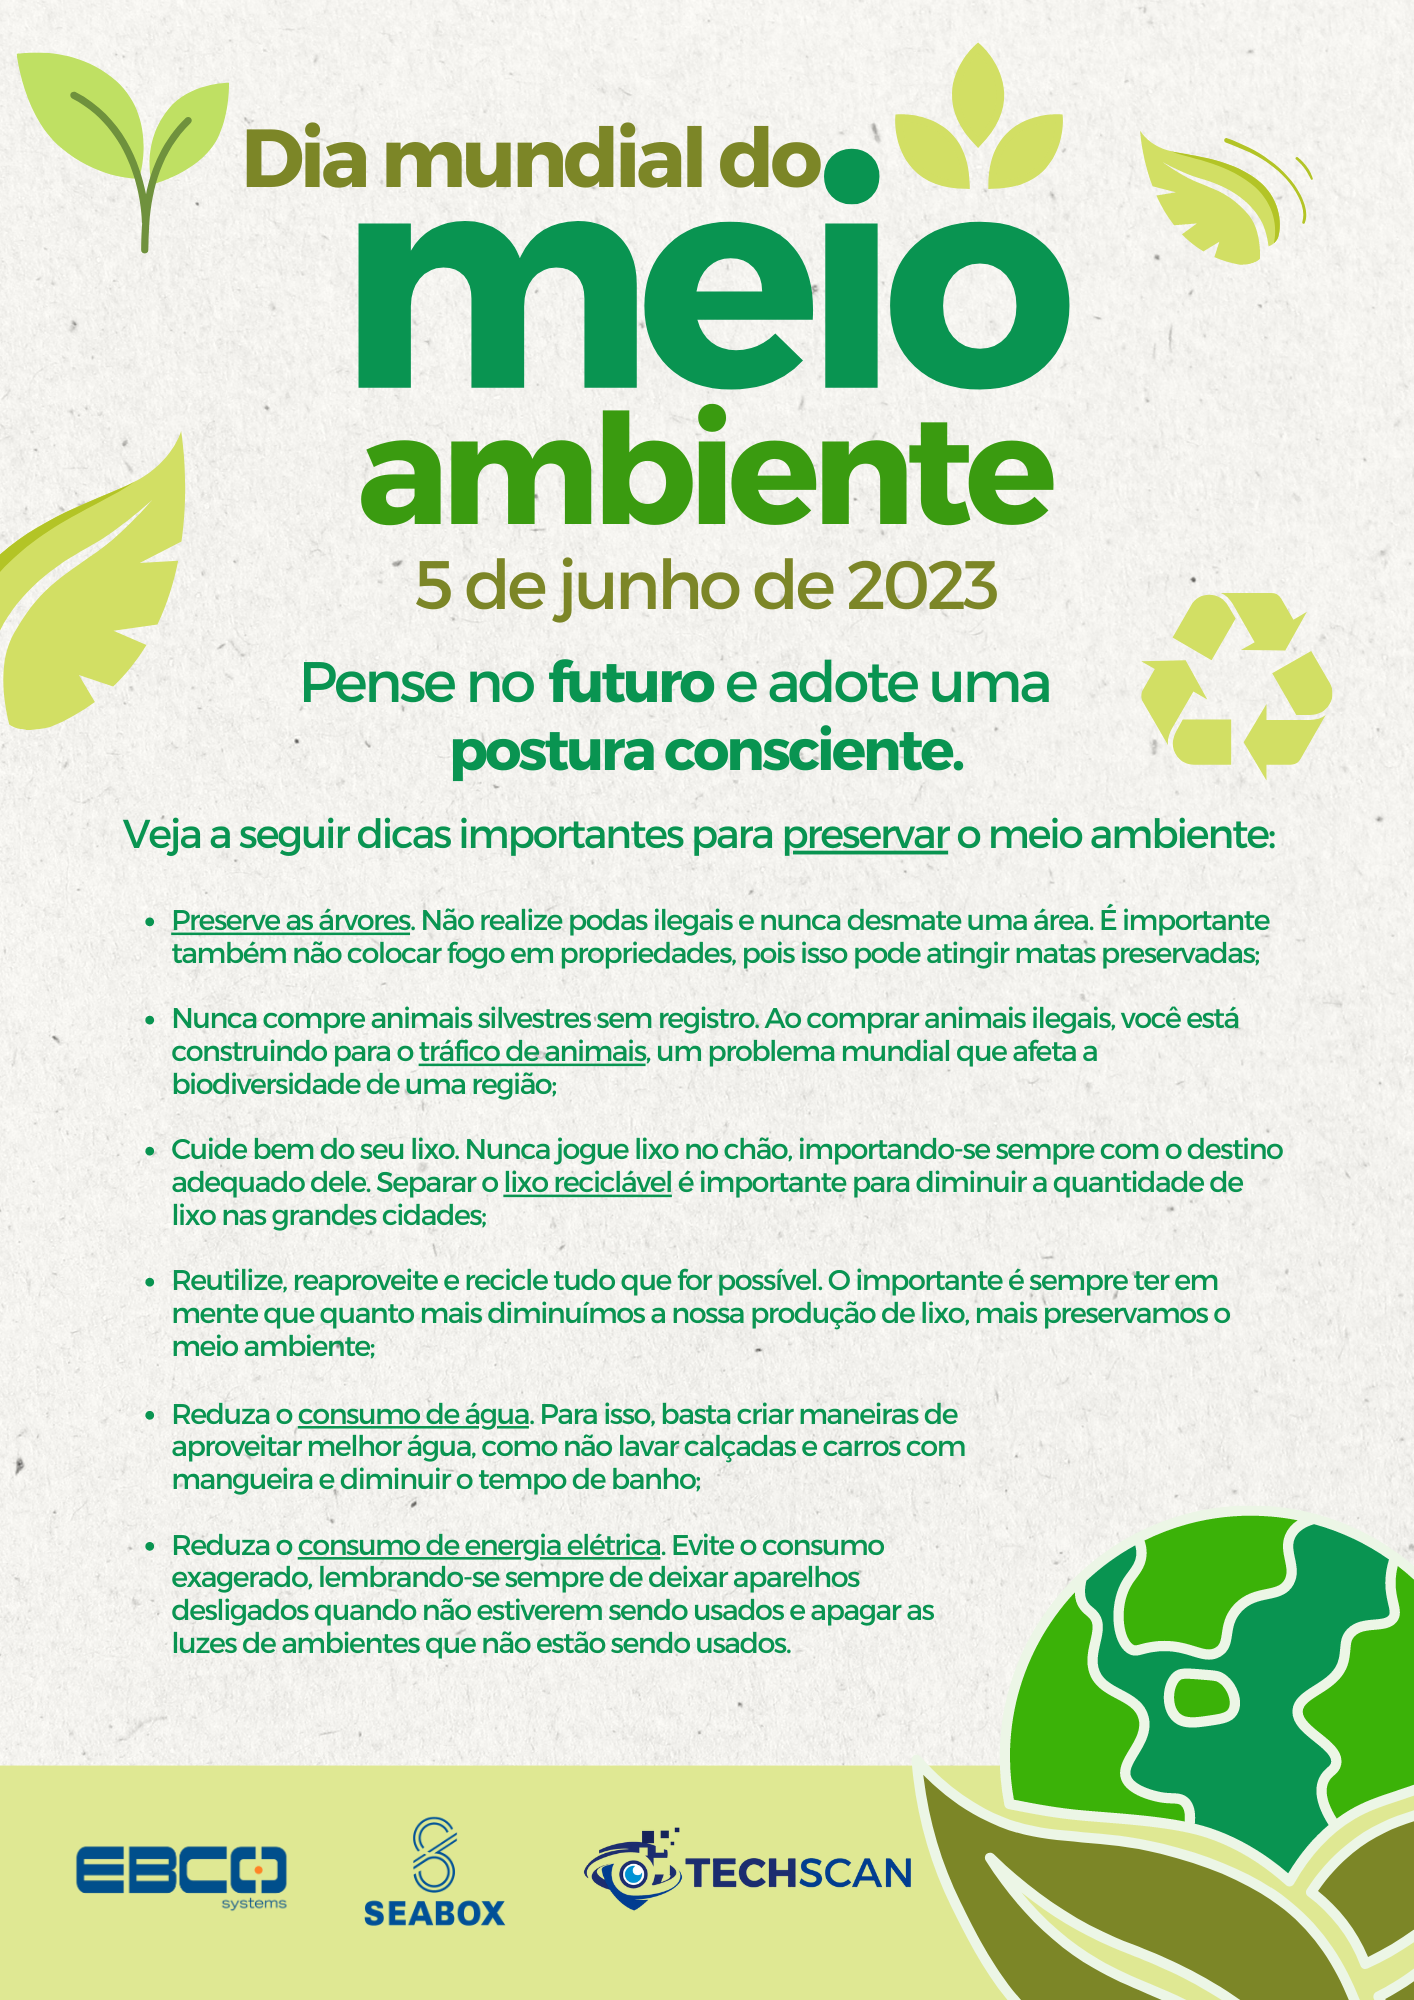 Dia mundial do
meio
ambiente
5 de junho de 2023
Pense no futuro e adote uma
postura consciente.
Veja a seguir dicas importantes para preservar o meio ambiente:
• Preserve as árvores. Não realize podas ilegais e nunca desmate uma área. É importante
também não colocar fogo em propriedades, pois isso pode atingir matas preservadas;
• Nunca compre animais silvestres sem registro. Ao comprar animais ilegais, você está
construindo para o tráfico de animais, um problema mundial que afeta a
biodiversidade de uma região;
• Cuide bem do seu lixo. Nunca jogue lixo no chão, importando-se sempre com o destino
adequado dele. Separar o lixo reciclável é importante para diminuir a quantidade de
lixo nas grandes cidades;
• Reutilize, reaproveite e recicle tudo que for possível. O importante é sempre ter em
mente que quanto mais diminuímos a nossa produção de lixo, mais preservamos o
meio ambiente;
• Reduza o consumo de água. Para isso, basta criar maneiras de
aproveitar melhor água, como não lavar calçadas e carros com
mangueira e diminuir o tempo de banho;
• Reduza o consumo de energia elétrica. Evite o consumo
exagerado, lembrando-se sempre de deixar aparelhos
desligados quando não estiverem sendo usados e apagar as
luzes de ambientes que não estão sendo usados.
EBCO
systems
SEABOX
TECHSCAN